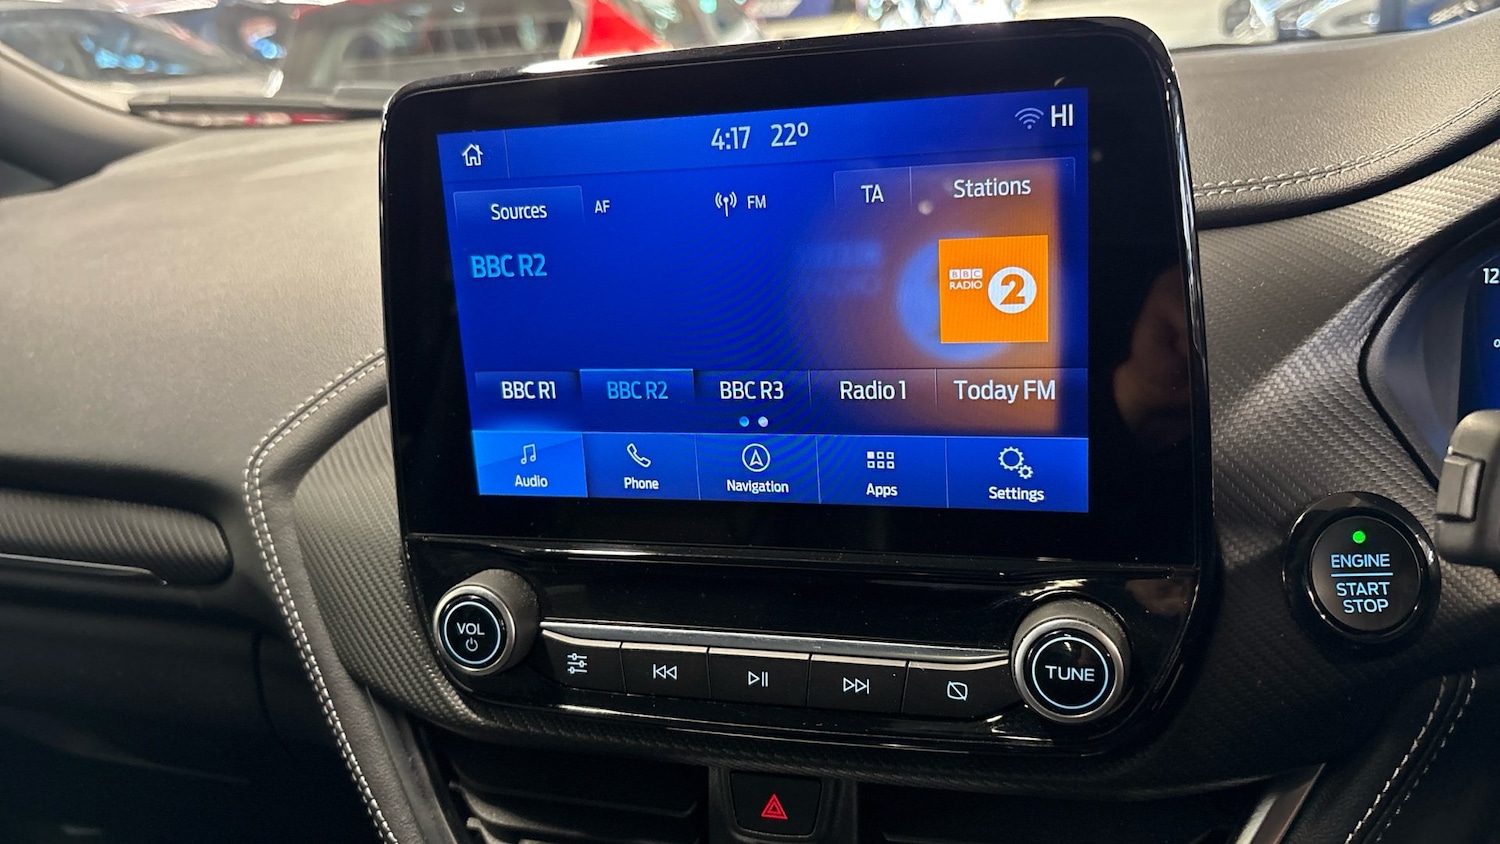 4:17 22° HI
Sources AF FM TA Stations
BBC R2
BBC
RADIO 2
BBC R1 BBC R2 BBC R3 Radio 1 Today FM
Audio Phone Navigation Apps Settings
12
ENGINE
START
STOP
VOL
TUNE